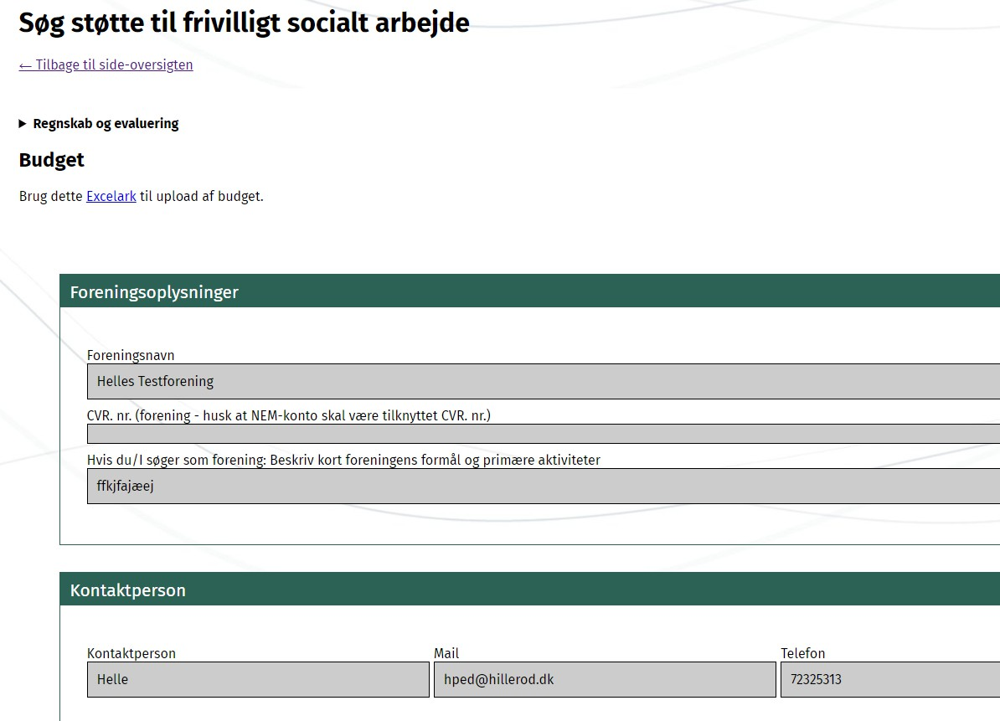 Søg støtte til frivilligt socialt arbejde
← Tilbage til side-oversigten
▶ Regnskab og evaluering
Budget
Brug dette Excelark til upload af budget.
Foreningsoplysninger
Foreningsnavn
Helles Testforening
CVR. nr. (forening - husk at NEM-konto skal være tilknyttet CVR. nr.)
Hvis du/I søger som forening: Beskriv kort foreningens formål og primære aktiviteter
ffkjfajæej
Kontaktperson
Kontaktperson Mail Telefon
Helle hped@hillerod.dk 72325313